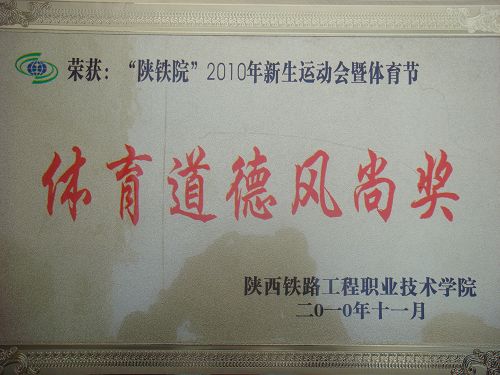 荣获：“陕铁院”2010年新生运动会暨体育节
体育道德风尚奖
陕西铁路工程职业技术学院
二〇一〇年十一月